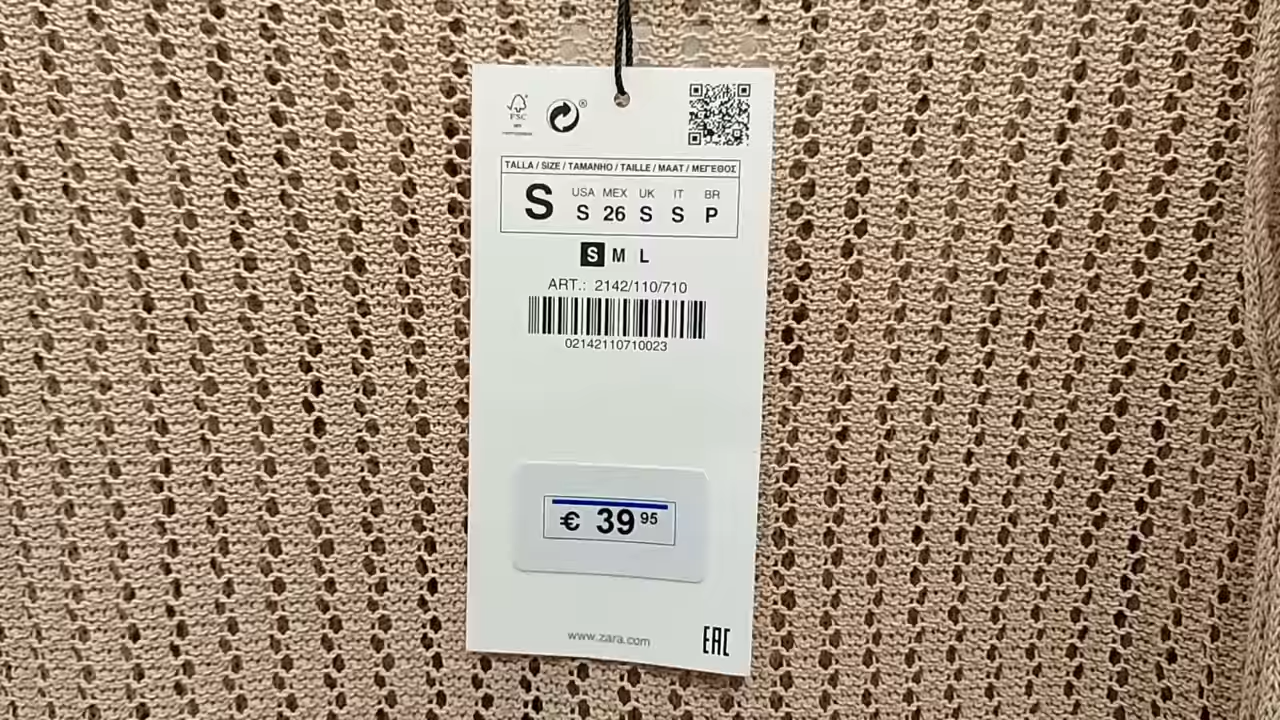 FSC
®
TALLA / SIZE / TAMANHO / TAILLE / MAAT / ΜΕΓΕΘΟΣ
S
USA MEX UK IT BR
S 26 S S P
S M L
ART.: 2142/110/710
02142110710023
€ 39 95
www.zara.com
EAC